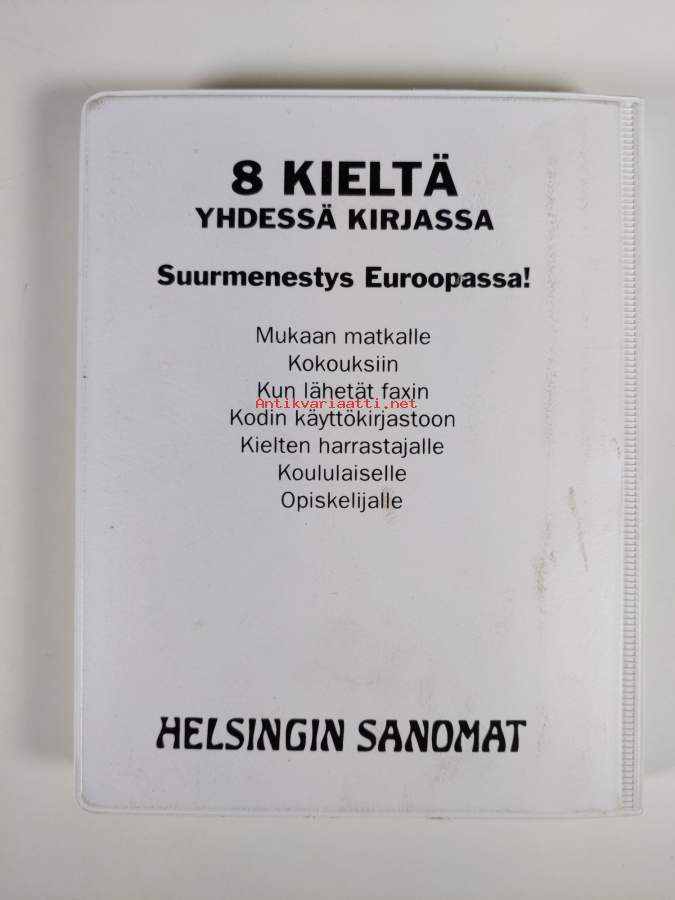 8 KIELTÄ
YHDESSÄ KIRJASSA
Suurmenestys Euroopassa!
Mukaan matkalle
Kokouksiin
Kun lähetät faxin
Antikvariaatti.net
Kodin käyttökirjastoon
Kielten harrastajalle
Koululaiselle
Opiskelijalle
HELSINGIN SANOMAT